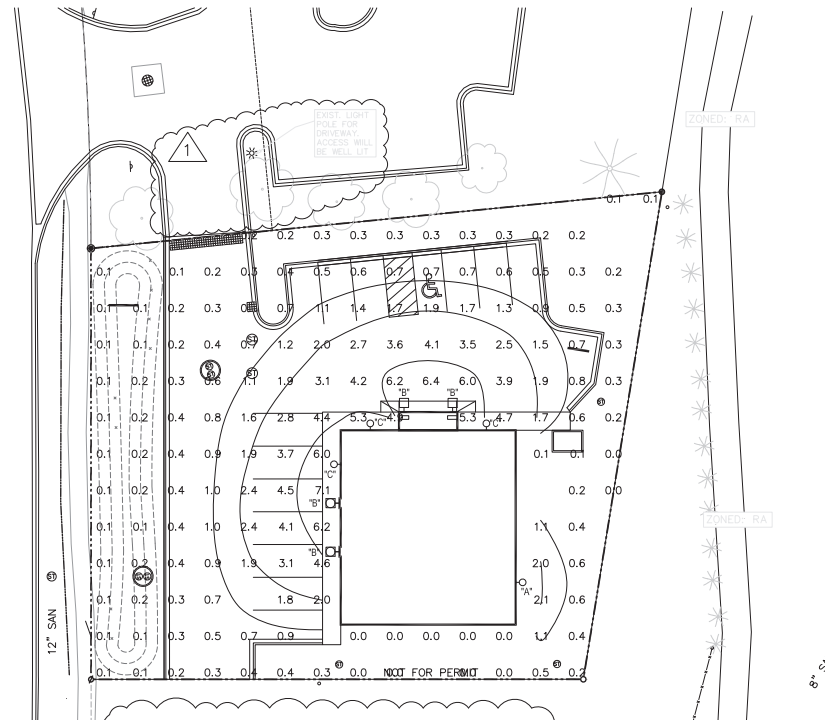 EXIST. LIGHT
POLE FOR
DRIVEWAY.
ACCESS WILL
BE WELL LIT
ZONED: RA
1
0.1 0.1
0.2 0.2 0.3 0.3 0.3 0.3 0.3 0.2 0.2
0.1 0.1 0.2 0.3 0.4 0.5 0.6 0.7 0.7 0.7 0.6 0.5 0.3 0.2
0.1 0.1 0.2 0.3 0.7 1.1 1.4 1.7 1.9 1.7 1.3 0.9 0.5 0.3
0.1 0.1 0.2 0.4 0.7 1.2 2.0 2.7 3.6 4.1 3.5 2.5 1.5 0.7 0.3
ST
0.1 0.2 0.3 0.6 1.1 1.9 3.1 4.2 6.2 6.4 6.0 3.9 1.9 0.8 0.3
ST
"B" "B"
ST
0.1 0.2 0.4 0.8 1.6 2.8 4.4 5.3 5.3 4.7 1.7 0.6 0.2
"C" "C"
0.1 0.2 0.4 0.9 1.9 3.7 6.0 0.1 0.1 0.0
"C"
0.1 0.2 0.4 1.0 2.4 4.5 7.1 0.2 0.0
"B"
ZONED: RA
0.1 0.1 0.4 1.0 2.4 4.1 6.2 1.1 0.4
"B"
0.1 0.2 0.4 0.9 1.9 3.1 4.6 2.0 0.6
ST
"A"
0.1 0.2 0.3 0.7 1.8 2.0 2.1 0.6
12" SAN
0.1 0.1 0.3 0.5 0.7 0.9 0.0 0.0 0.0 0.0 0.0 1.1 0.4
ST ST
0.1 0.1 0.2 0.3 0.4 0.4 0.3 0.0 NOT FOR PERMIT 0.0 0.5 0.2